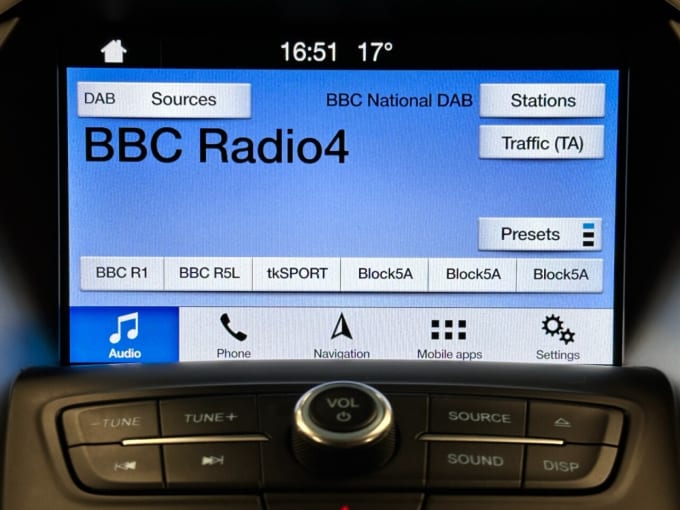 16:51 17°
DAB Sources
BBC National DAB
Stations
BBC Radio4
Traffic (TA)
Presets
BBC R1 BBC R5L tkSPORT Block5A Block5A Block5A
Audio Phone Navigation Mobile apps Settings
VOL
–TUNE TUNE+ SOURCE
SOUND DISP